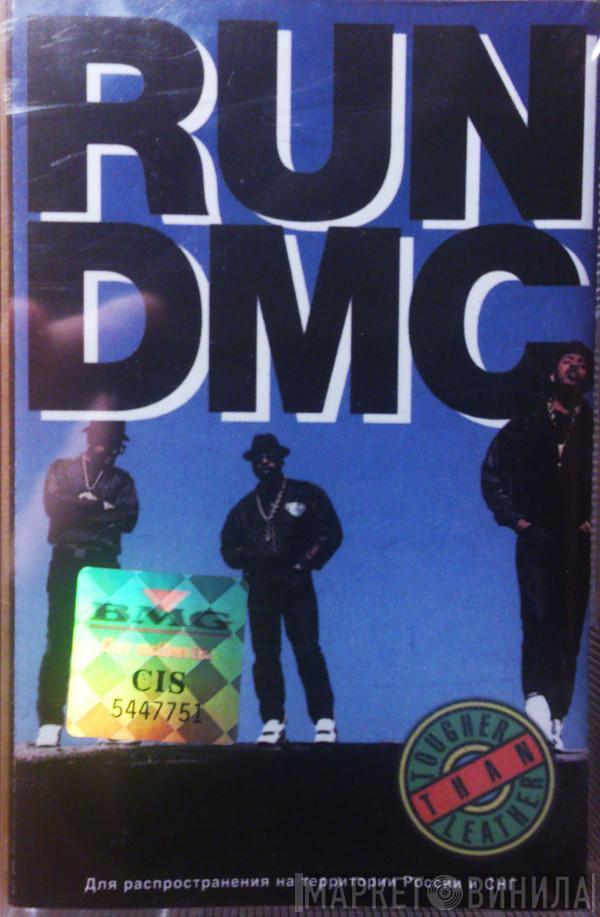 RUN
DMC
BMG
CIS
5447751
TOUGHER
THAN
LEATHER
Для распространения на территории России и СНГ
МАРКЕТ ВИНИЛА